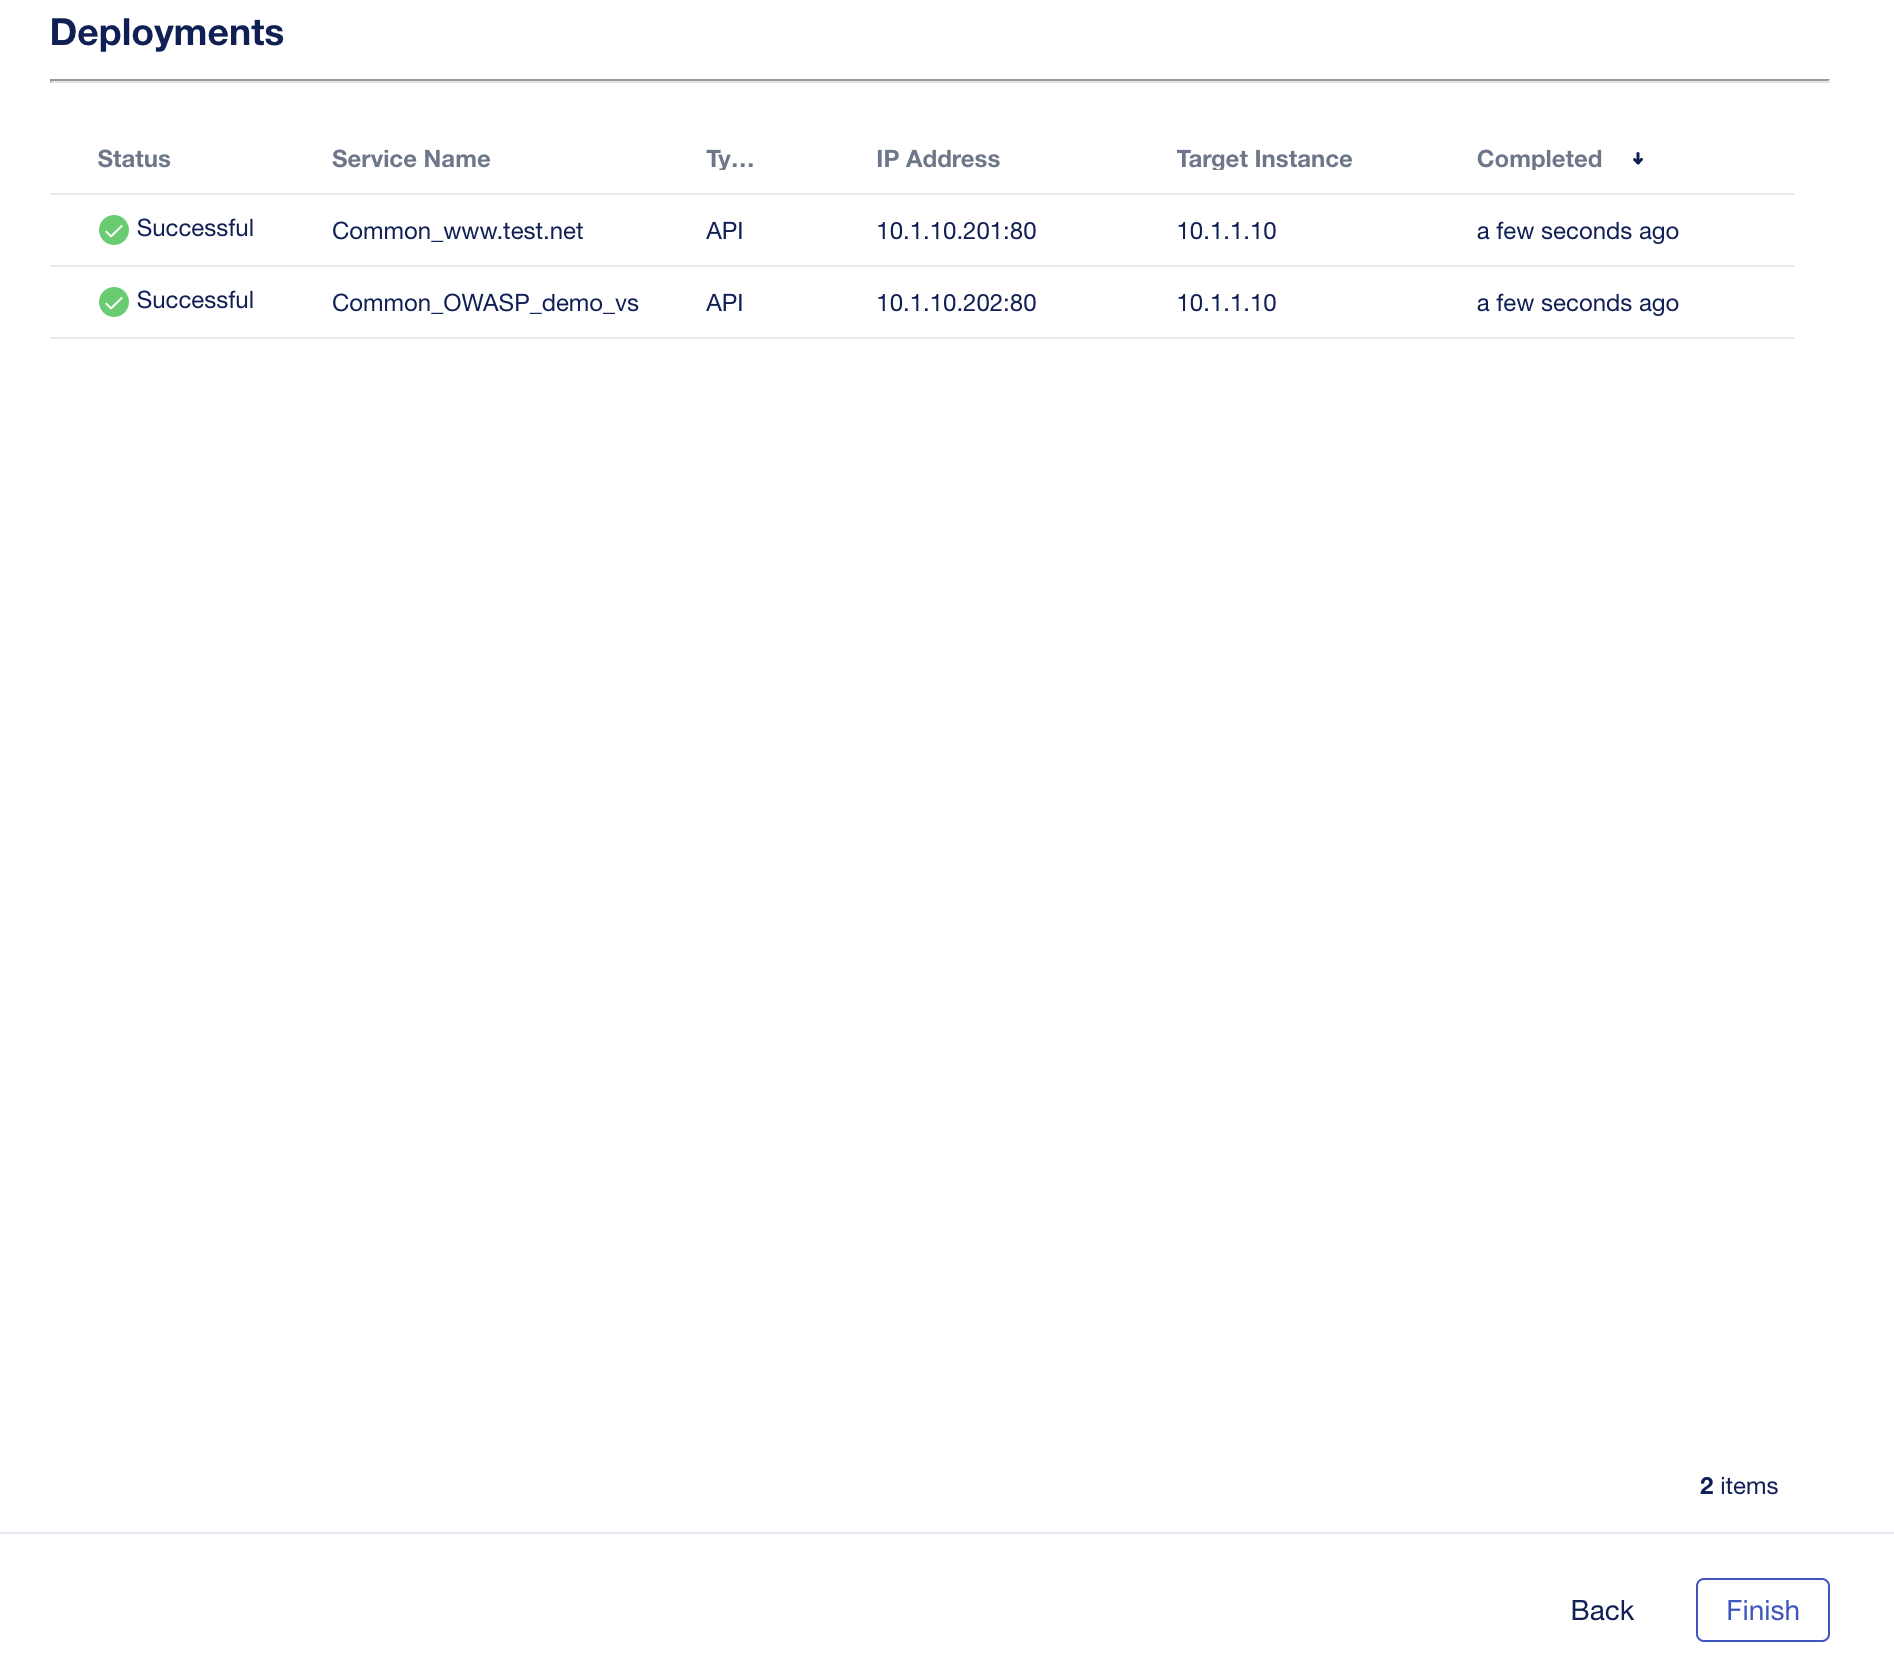 Deployments
Status Service Name Ty... IP Address Target Instance Completed
Successful Common_www.test.net API 10.1.10.201:80 10.1.1.10 a few seconds ago
Successful Common_OWASP_demo_vs API 10.1.10.202:80 10.1.1.10 a few seconds ago
2 items
Back Finish